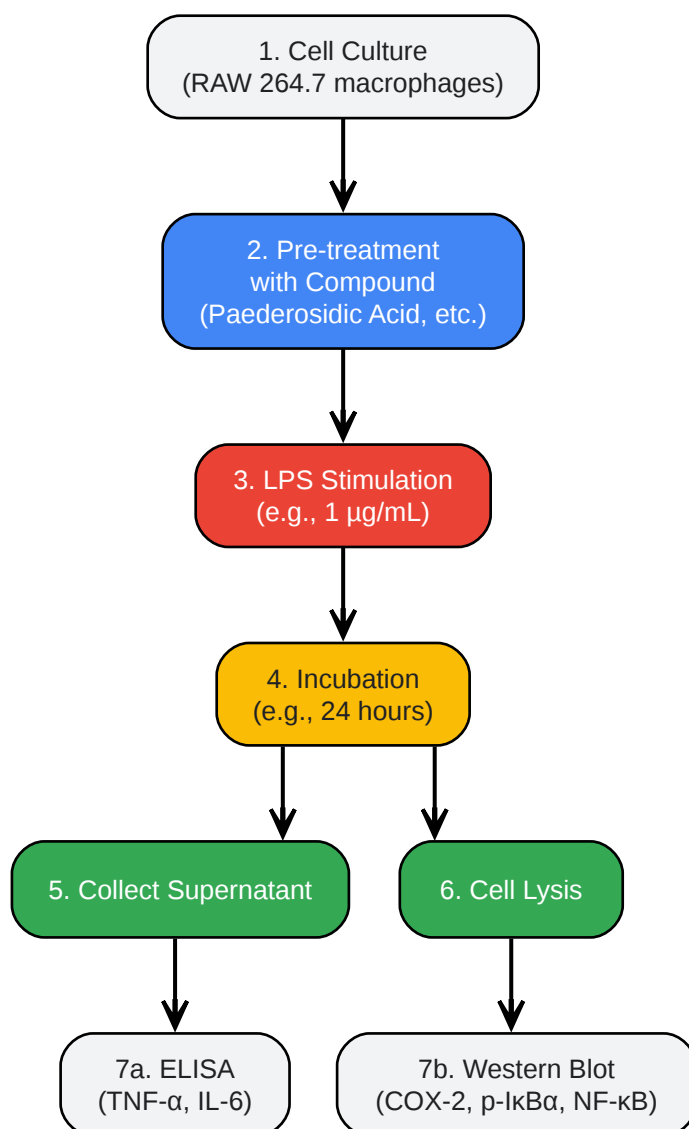 1. Cell Culture
(RAW 264.7 macrophages)
2. Pre-treatment
with Compound
(Paederosidic Acid, etc.)
3. LPS Stimulation
(e.g., 1 µg/mL)
4. Incubation
(e.g., 24 hours)
5. Collect Supernatant
6. Cell Lysis
7a. ELISA
(TNF-α, IL-6)
7b. Western Blot
(COX-2, p-IκBα, NF-κB)